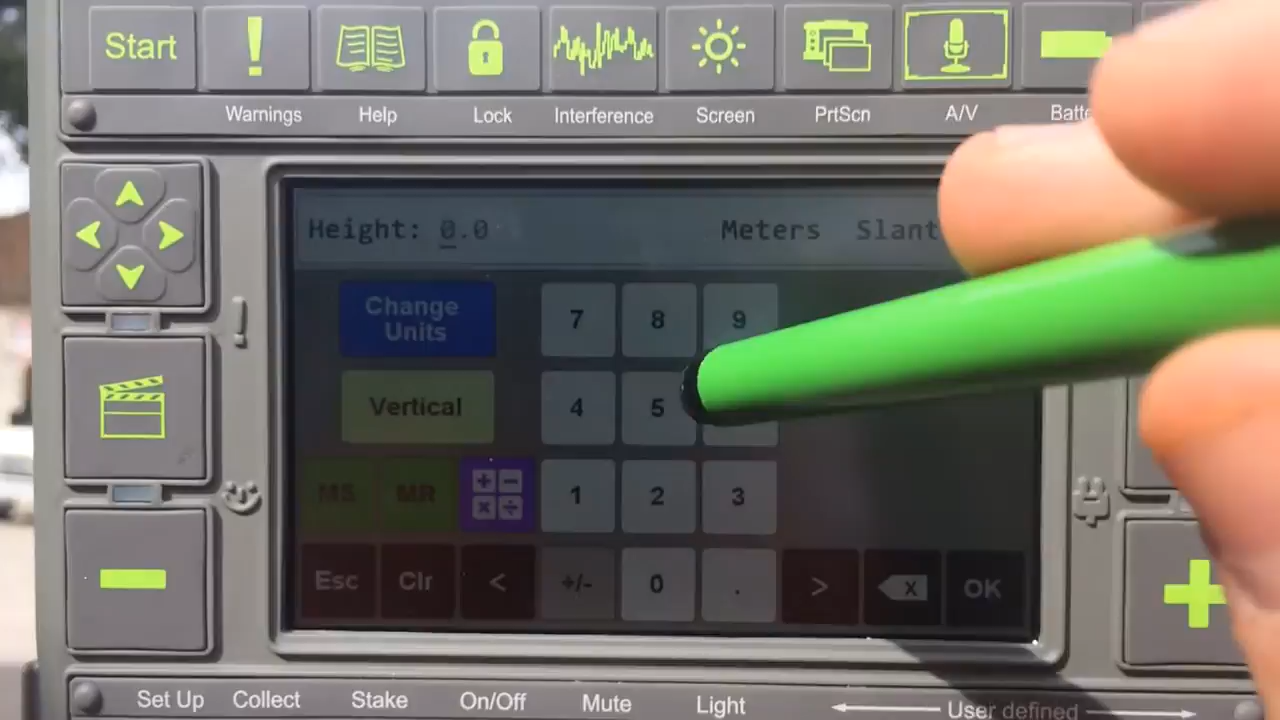 Start
Warnings Help Lock Interference Screen PrtScn A/V
Height: 0.0 Meters Slant
Change
Units
7 8 9
Vertical
4 5
MS MR + − × ÷ 1 2 3
Esc Clr < +/- 0 . > x OK
Set Up Collect Stake On/Off Mute Light User defined